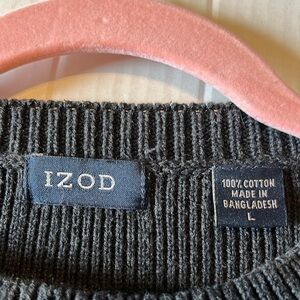 IZOD
100% COTTON
MADE IN
BANGLADESH
L